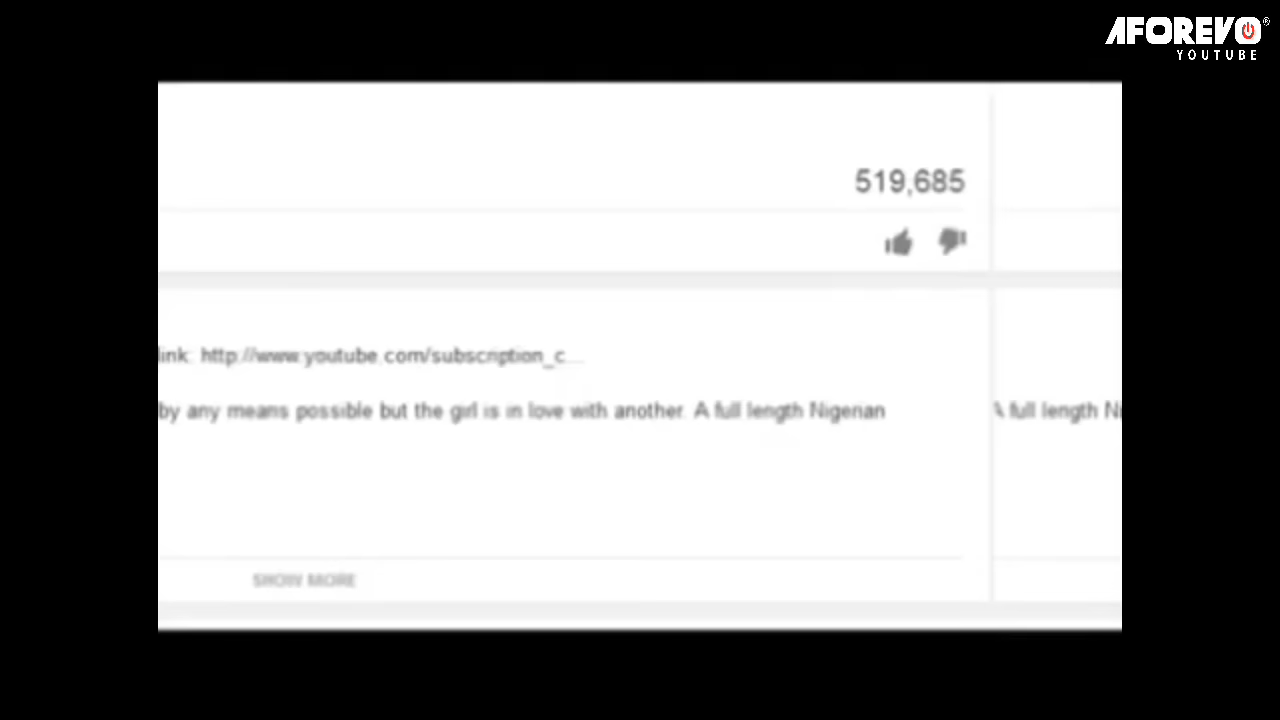 AFOREVO
YOUTUBE
519,685
link: http://www.youtube.com/subscription_c...
by any means possible but the girl is in love with another. A full length Nigerian
A full length Ni
SHOW MORE